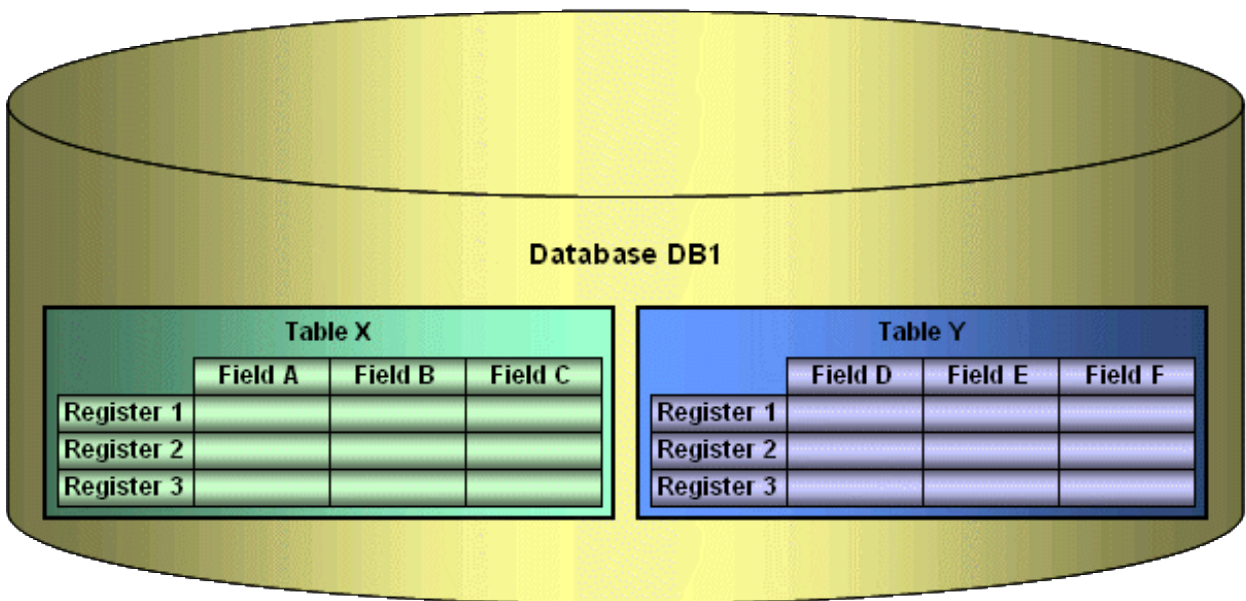 Database DB1
Table X
Field A Field B Field C
Register 1
Register 2
Register 3
Table Y
Field D Field E Field F
Register 1
Register 2
Register 3